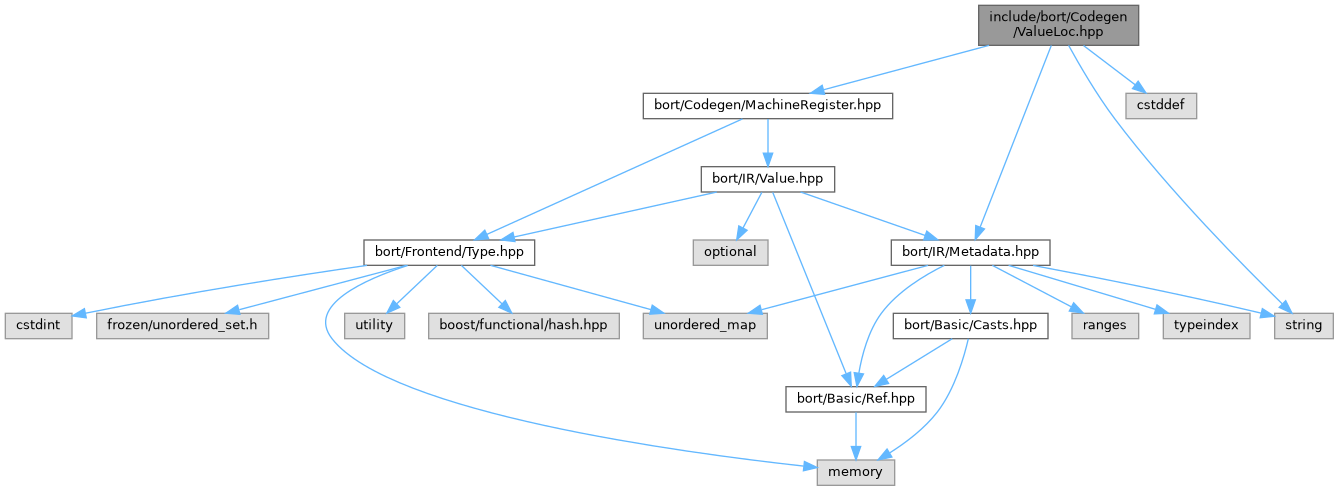 include/bort/Codegen
/ValueLoc.hpp
bort/Codegen/MachineRegister.hpp
cstddef
bort/IR/Value.hpp
bort/Frontend/Type.hpp
optional
bort/IR/Metadata.hpp
cstdint
frozen/unordered_set.h
utility
boost/functional/hash.hpp
unordered_map
bort/Basic/Casts.hpp
ranges
typeindex
string
bort/Basic/Ref.hpp
memory